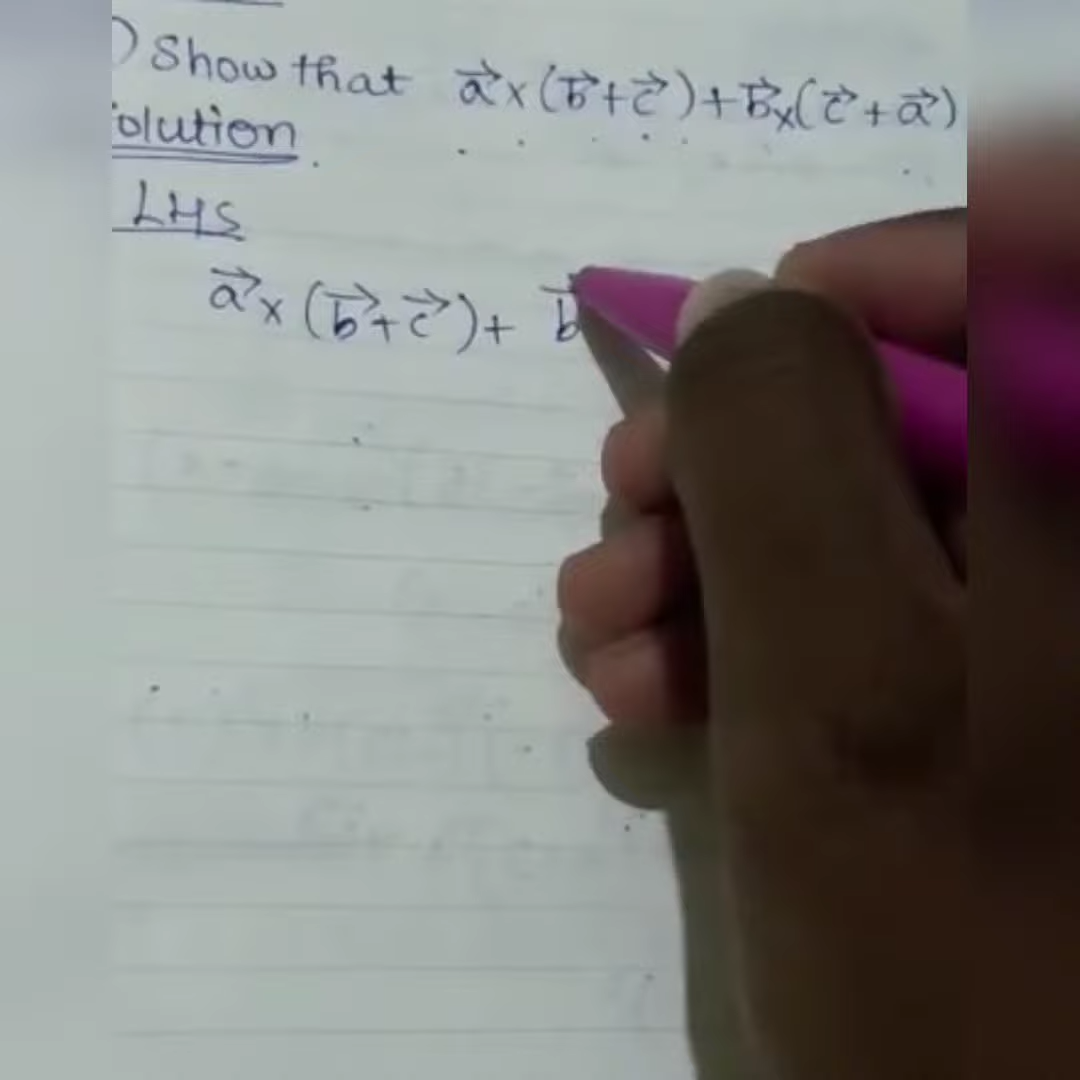 ) Show that a⃗ × (b⃗ + c⃗) + b⃗ × (c⃗ + a⃗)
olution
LHS
a⃗ × (b⃗ + c⃗) + b